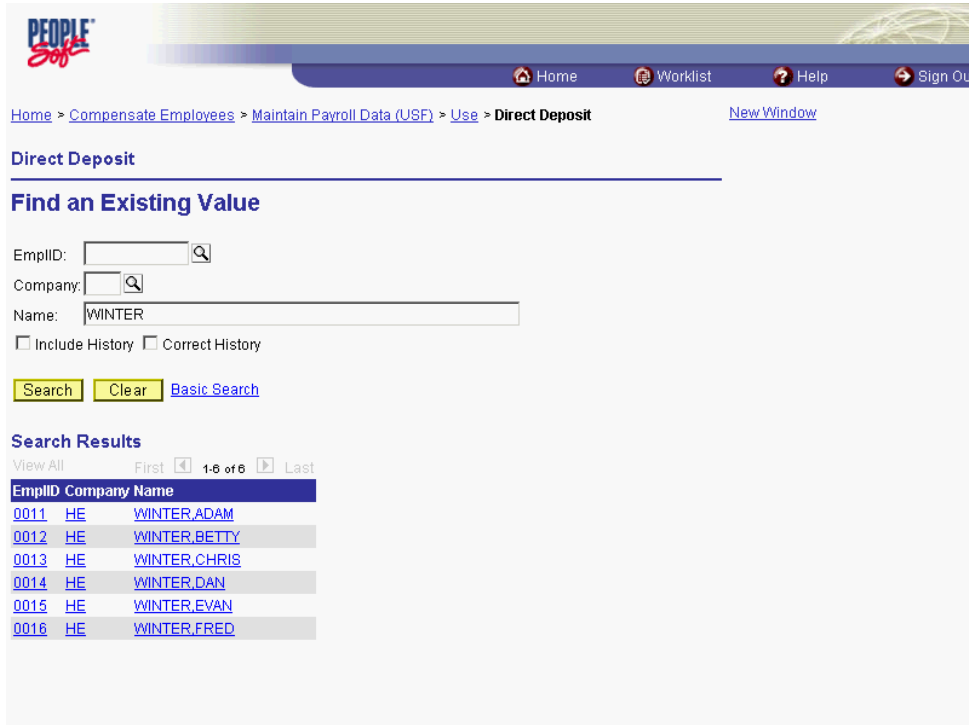 PEOPLE
Soft
Home Worklist Help Sign Ou
Home > Compensate Employees > Maintain Payroll Data (USF) > Use > Direct Deposit New Window
Direct Deposit
Find an Existing Value
EmplID:
Company:
Name: WINTER
Include History Correct History
Search Clear Basic Search
Search Results
View All First 1-6 of 6 Last
EmplID Company Name
0011 HE WINTER,ADAM
0012 HE WINTER,BETTY
0013 HE WINTER,CHRIS
0014 HE WINTER,DAN
0015 HE WINTER,EVAN
0016 HE WINTER,FRED